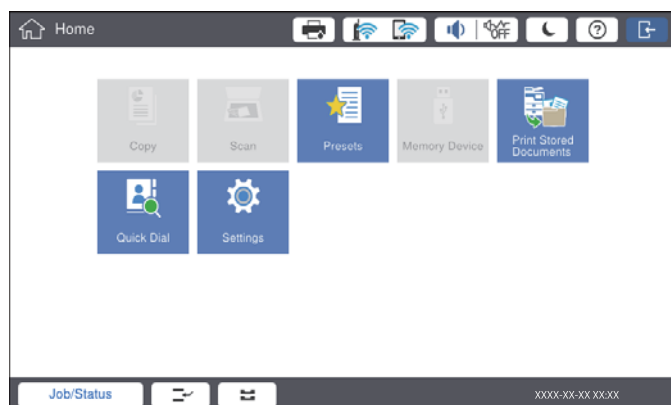 Home
OFF
Copy
Scan
Presets
Memory Device
Print Stored
Documents
Quick Dial
Settings
Job/Status
XXXX-XX-XX XX:XX